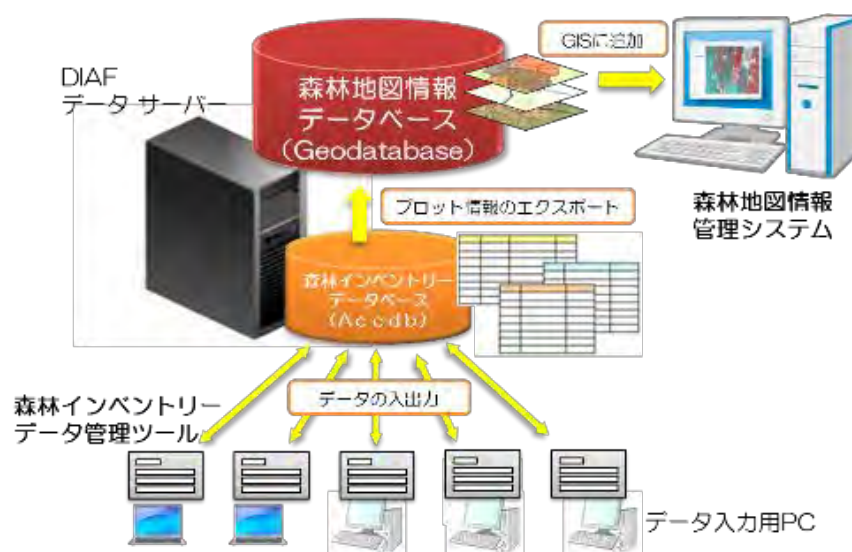 GISに追加
DIAF
データ サーバー
森林地図情報
データベース
(Geodatabase)
森林地図情報
管理システム
プロット情報のエクスポート
森林インベントリー
データベース
(Accdb)
データの入出力
森林インベントリー
データ管理ツール
データ入力用PC